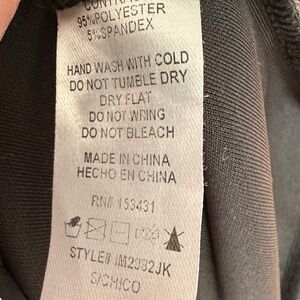 95% POLYESTER
5% SPANDEX
HAND WASH WITH COLD
DO NOT TUMBLE DRY
DRY FLAT
DO NOT WRING
DO NOT BLEACH
MADE IN CHINA
HECHO EN CHINA
RN# 153431
STYLE# IM2982JK
S/CHICO